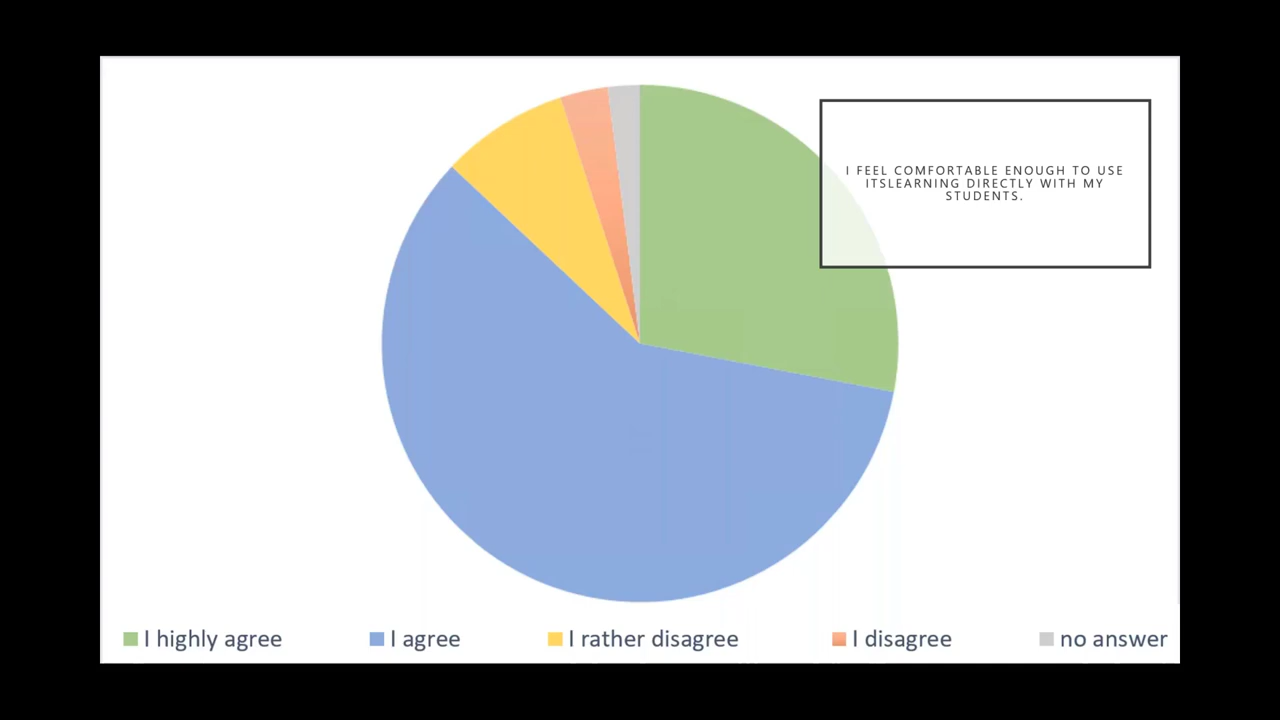 I FEEL COMFORTABLE ENOUGH TO USE
ITSLEARNING DIRECTLY WITH MY
STUDENTS.
I highly agree
I agree
I rather disagree
I disagree
no answer